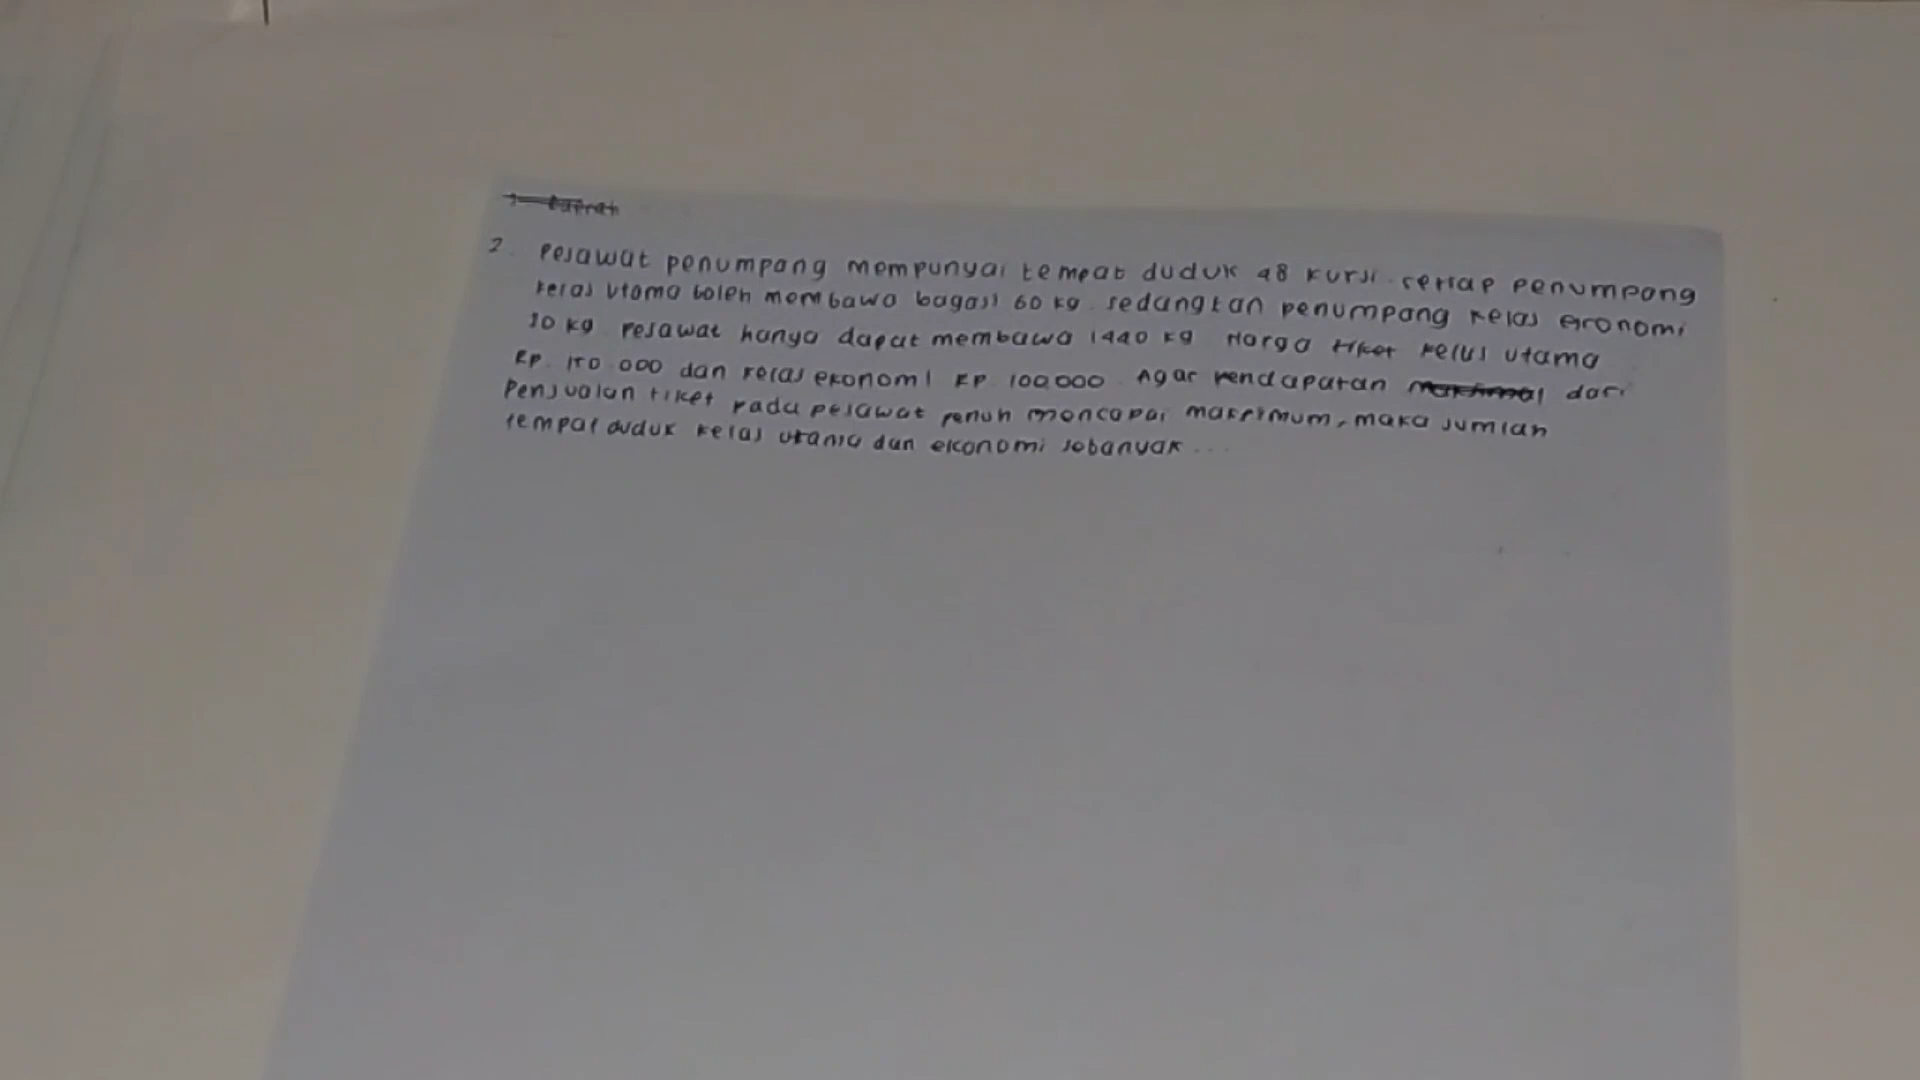 2. Pesawat penumpang mempunyai tempat duduk 48 kursi. setiap penumpang
kelas utama boleh membawa bagasi 60 kg. sedangkan penumpang kelas ekonomi
20 kg pesawat hanya dapat membawa 1440 kg Harga tiket kelas utama
RP. 150.000 dan kelas ekonomi RP. 100.000. Agar pendapatan dari
Penjualan tiket pada pesawat penuh mencapai maksimum, maka jumlah
tempat duduk kelas utama dan ekonomi sebanyak ...